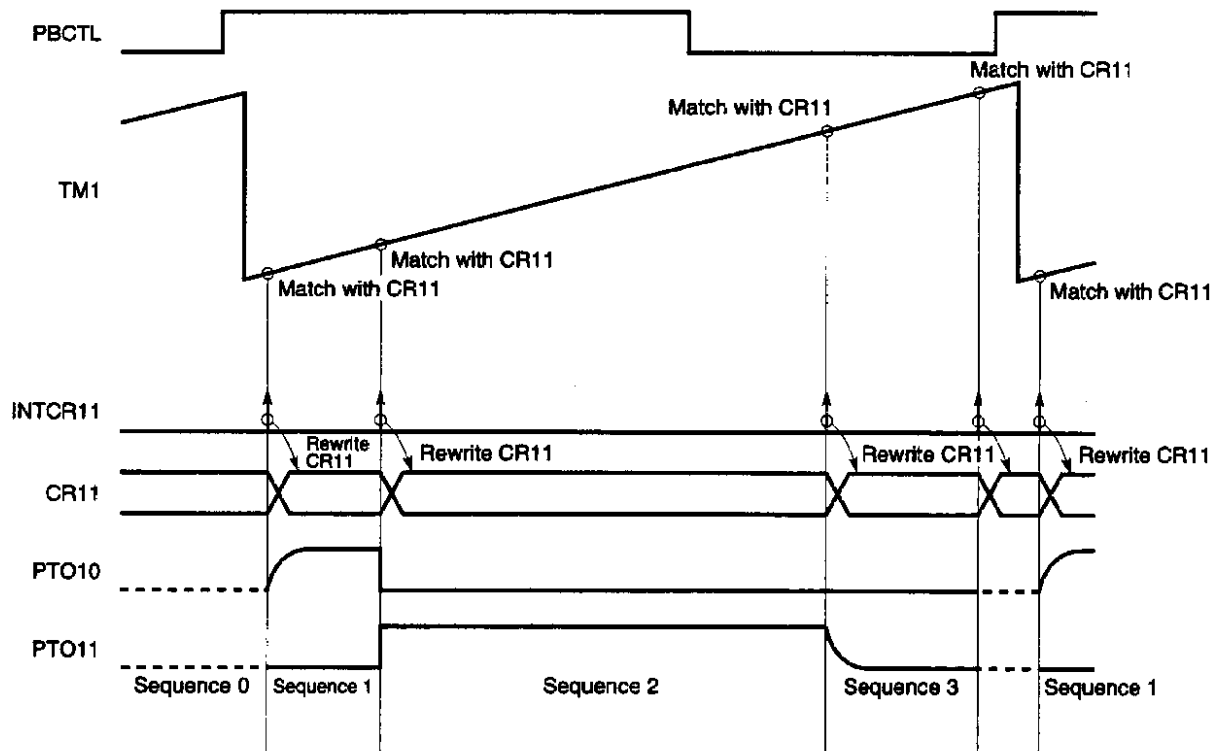 PBCTL
Match with CR11
Match with CR11
TM1
Match with CR11
Match with CR11
Match with CR11
INTCR11
Rewrite
CR11
Rewrite CR11
Rewrite CR11
Rewrite CR11
CR11
PTO10
PTO11
Sequence 0
Sequence 1
Sequence 2
Sequence 3
Sequence 1